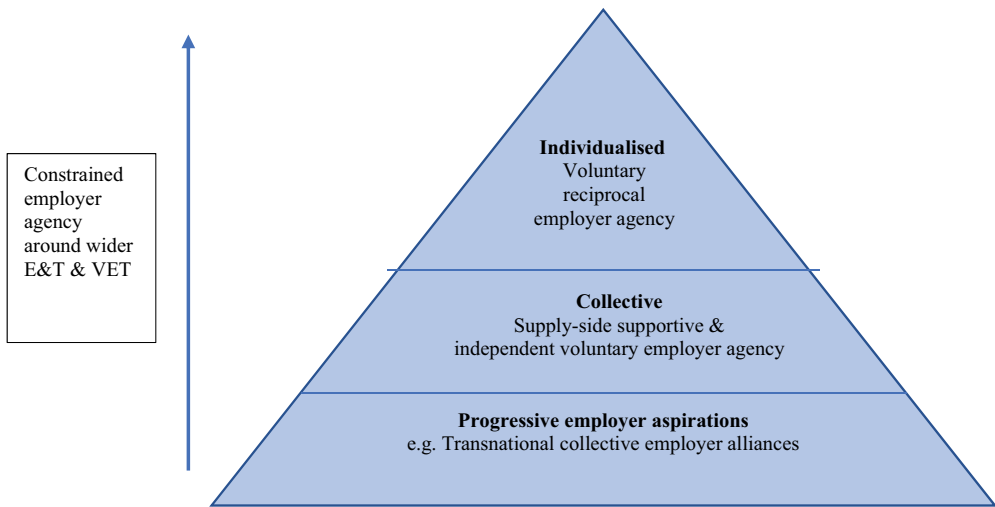 Constrained
employer
agency
around wider
E&T & VET
Individualised
Voluntary
reciprocal
employer agency
Collective
Supply-side supportive &
independent voluntary employer agency
Progressive employer aspirations
e.g. Transnational collective employer alliances